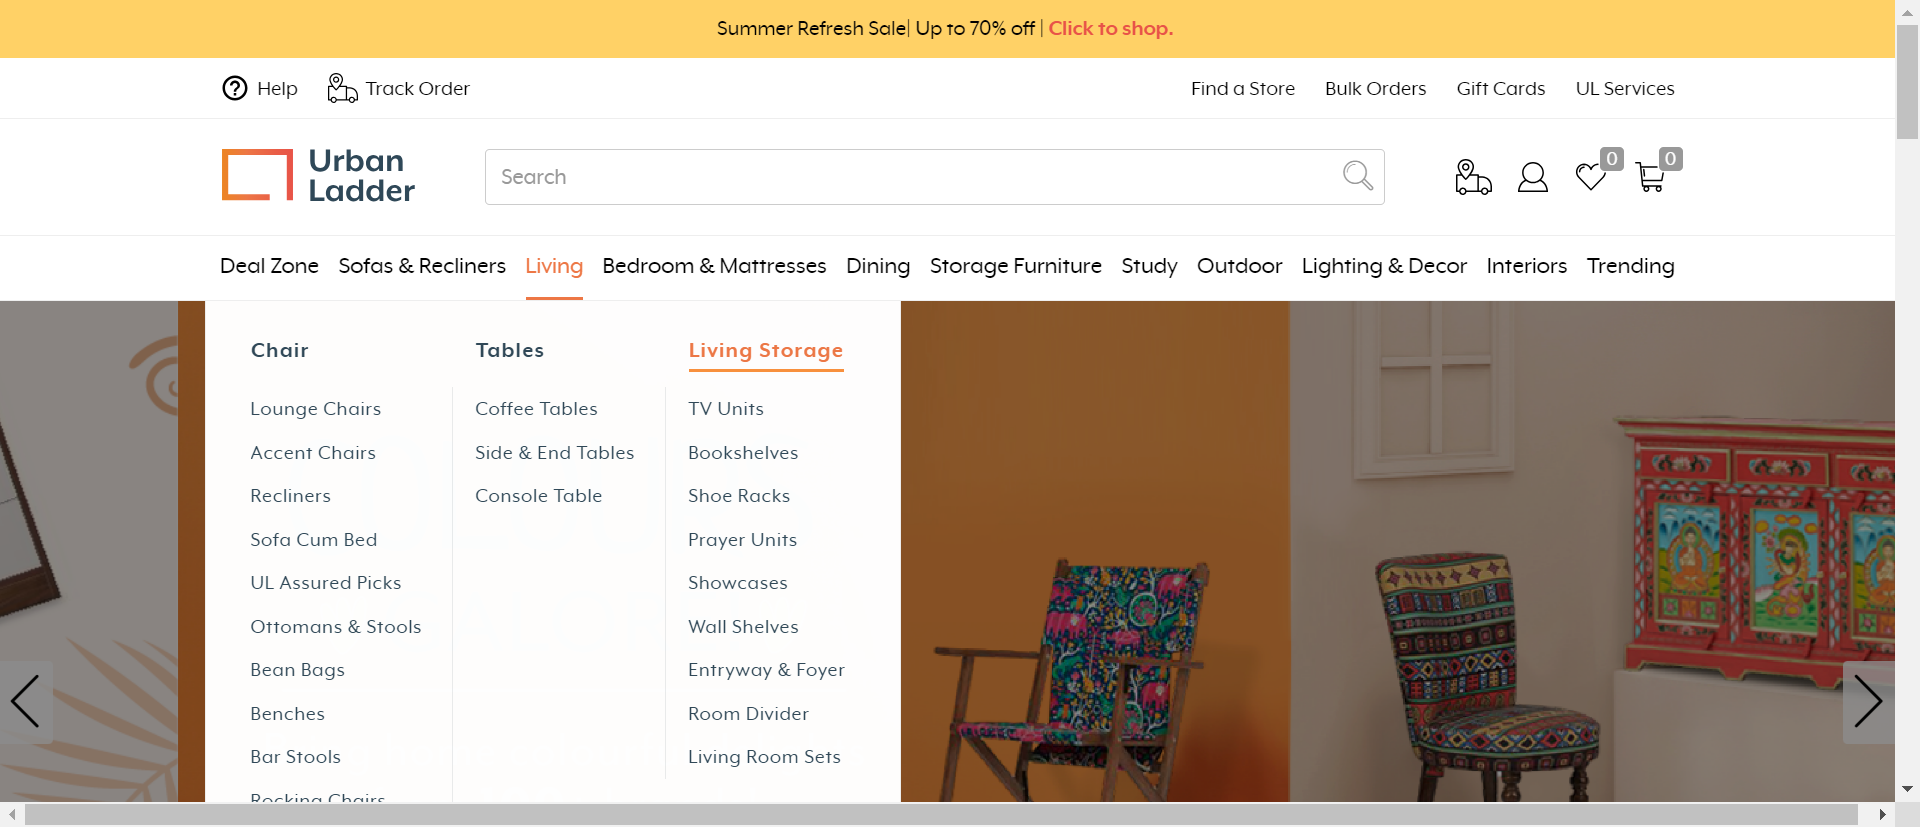 Summer Refresh Sale| Up to 70% off | Click to shop.
Help
Track Order
Find a Store
Bulk Orders
Gift Cards
UL Services
Urban
Ladder
Search
0
0
Deal Zone
Sofas & Recliners
Living
Bedroom & Mattresses
Dining
Storage Furniture
Study
Outdoor
Lighting & Decor
Interiors
Trending
Chair
Lounge Chairs
Accent Chairs
Recliners
Sofa Cum Bed
UL Assured Picks
Ottomans & Stools
Bean Bags
Benches
Bar Stools
Rocking Chairs
Tables
Coffee Tables
Side & End Tables
Console Table
Living Storage
TV Units
Bookshelves
Shoe Racks
Prayer Units
Showcases
Wall Shelves
Entryway & Foyer
Room Divider
Living Room Sets